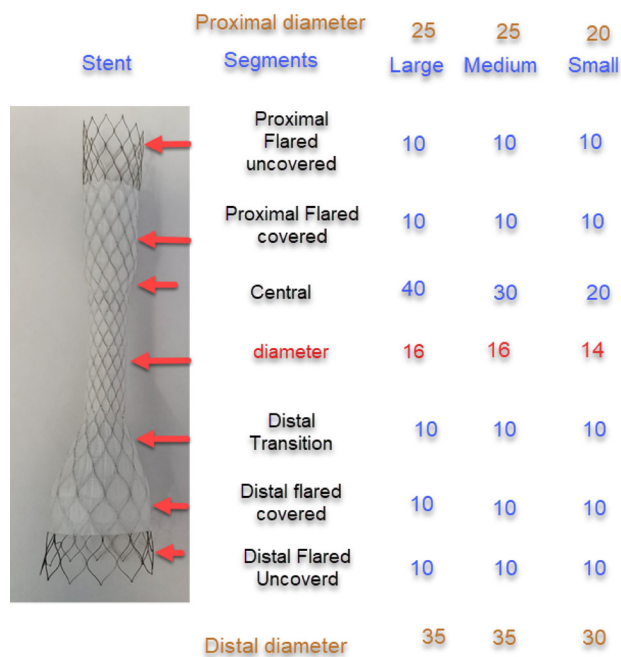 Proximal diameter 25 25 20
Stent Segments Large Medium Small
Proximal
Flared 10 10 10
uncovered
Proximal Flared
covered 10 10 10
Central 40 30 20
diameter 16 16 14
Distal
Transition 10 10 10
Distal flared
covered 10 10 10
Distal Flared
Uncoverd 10 10 10
Distal diameter 35 35 30